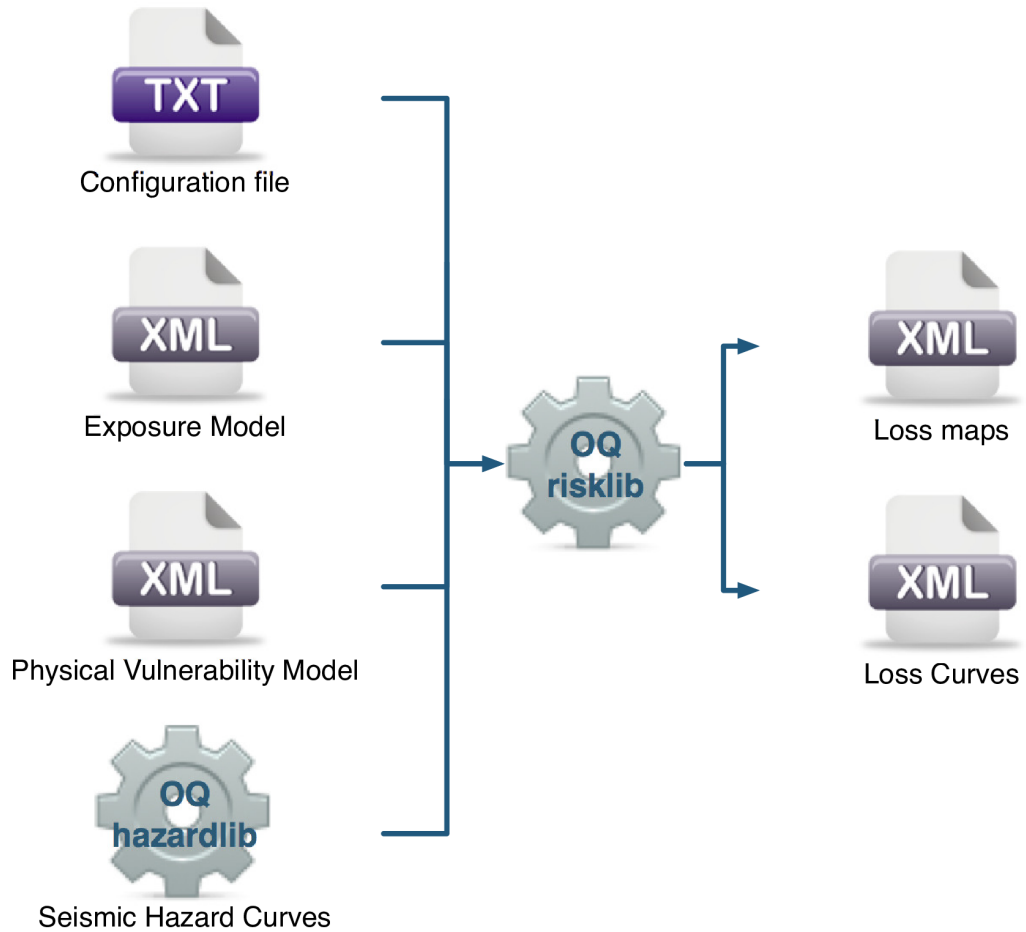 TXT
Configuration file
XML
Exposure Model
XML
Physical Vulnerability Model
OQ
hazardlib
Seismic Hazard Curves
OQ
risklib
XML
Loss maps
XML
Loss Curves